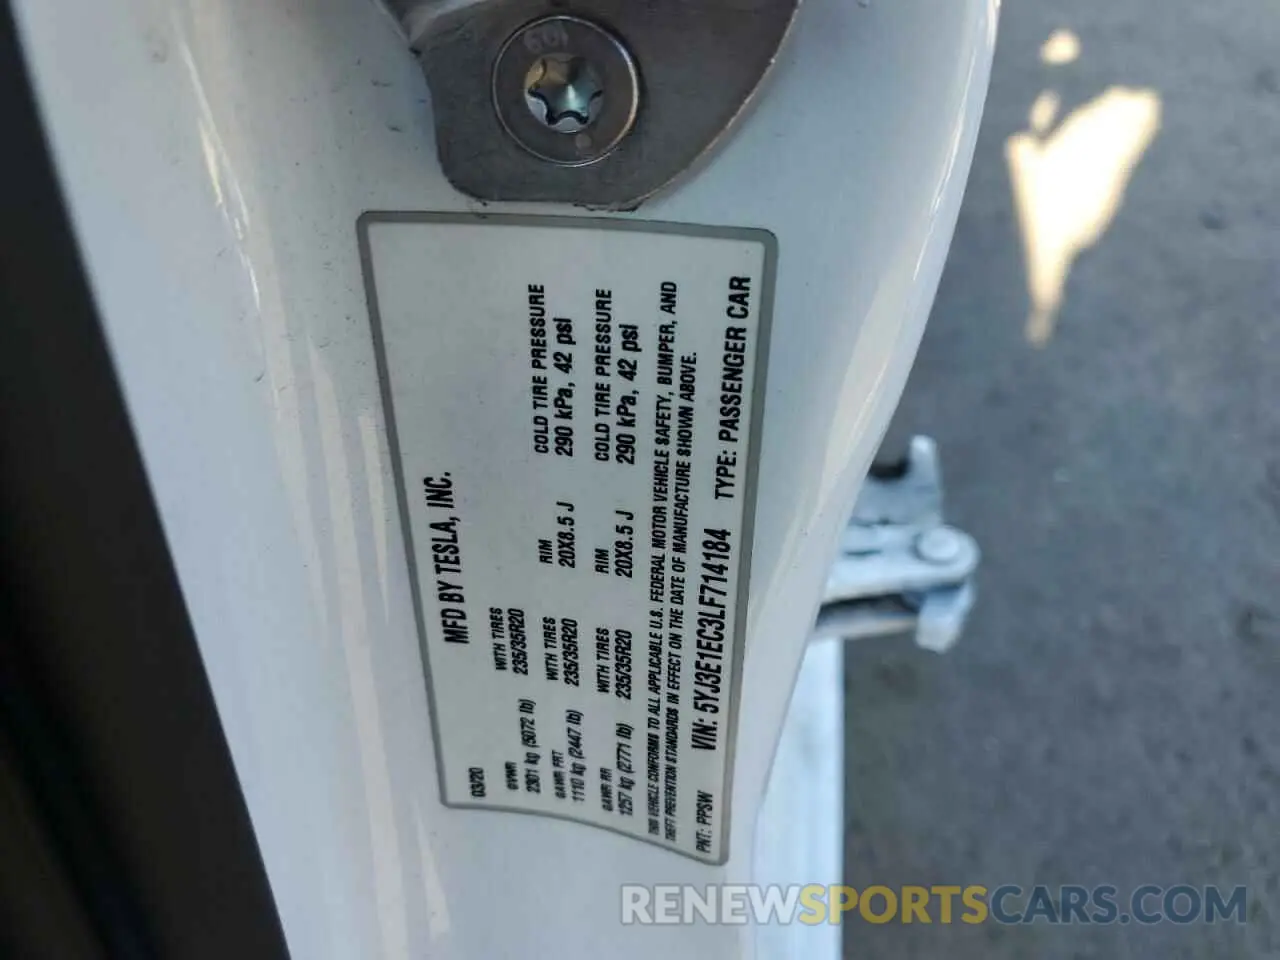 MFD BY TESLA, INC.
03/20
GVWR
2301 kg (5072 lb)
WITH TIRES
235/35R20
GAWR FRT
1110 kg (2447 lb)
WITH TIRES
235/35R20
RIM
20X8.5 J
COLD TIRE PRESSURE
290 kPa, 42 psi
GAWR RR
1257 kg (2771 lb)
WITH TIRES
235/35R20
RIM
20X8.5 J
COLD TIRE PRESSURE
290 kPa, 42 psi
THIS VEHICLE CONFORMS TO ALL APPLICABLE U.S. FEDERAL MOTOR VEHICLE SAFETY, BUMPER, AND
THEFT PREVENTION STANDARDS IN EFFECT ON THE DATE OF MANUFACTURE SHOWN ABOVE.
PNT: PPSW VIN: 5YJ3E1EC3LF714184 TYPE: PASSENGER CAR
RENEWSPORTSCARS.COM